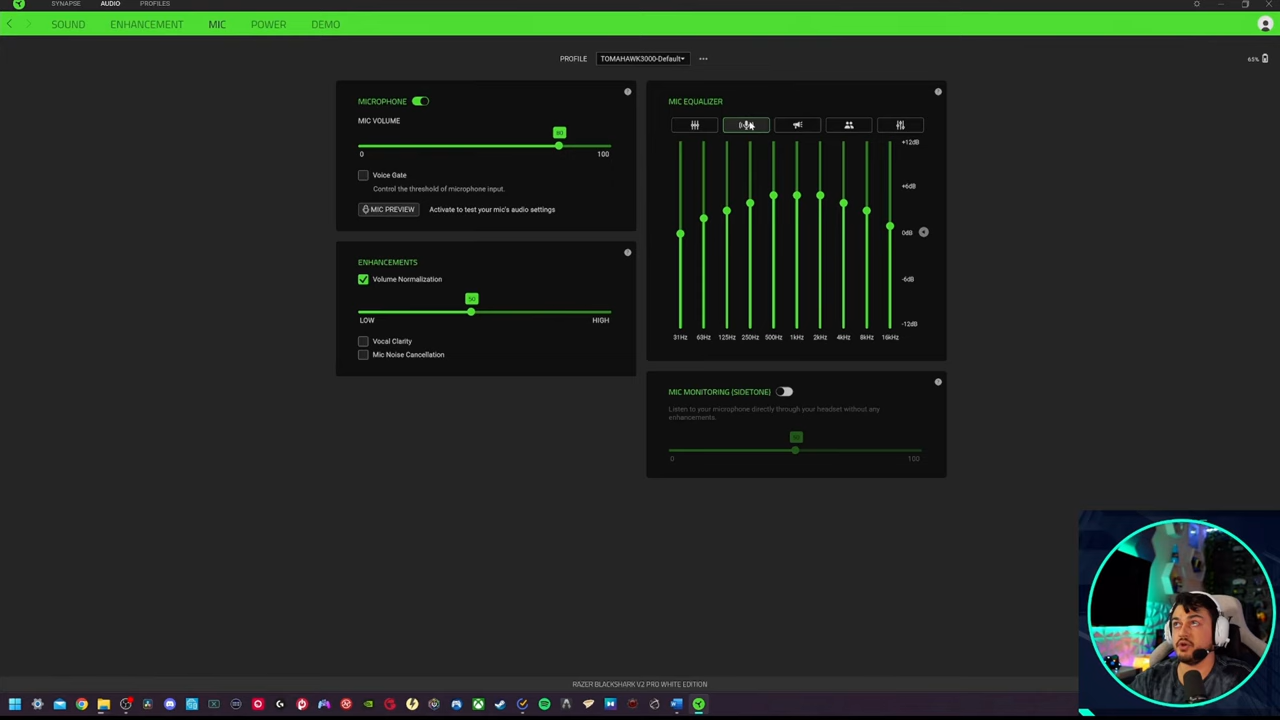 SYNAPSE AUDIO PROFILES
SOUND ENHANCEMENT MIC POWER DEMO
PROFILE TOMAHAWK3000-Default
65%
MICROPHONE
MIC VOLUME
80
0 100
Voice Gate
Control the threshold of microphone input.
MIC PREVIEW Activate to test your mic's audio settings
ENHANCEMENTS
Volume Normalization
50
LOW HIGH
Vocal Clarity
Mic Noise Cancellation
MIC EQUALIZER
+12dB
+6dB
0dB
-6dB
-12dB
31Hz 63Hz 125Hz 250Hz 500Hz 1kHz 2kHz 4kHz 8kHz 16kHz
MIC MONITORING (SIDETONE)
Listen to your microphone directly through your headset without any
enhancements.
50
0 100
RAZER BLACKSHARK V2 PRO WHITE EDITION